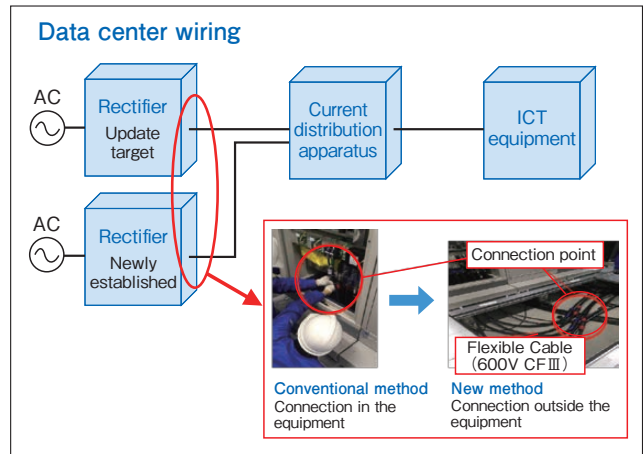 Data center wiring
AC
Rectifier
Update
target
Current
distribution
apparatus
ICT
equipment
AC
Rectifier
Newly
established
Connection point
Flexible Cable
(600V CFⅢ)
Conventional method
Connection in the
equipment
New method
Connection outside the
equipment